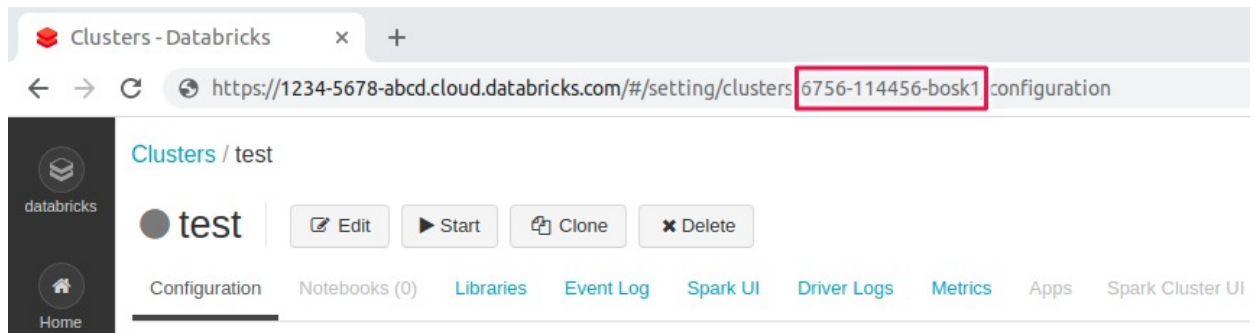 Clusters - Databricks × +
https://1234-5678-abcd.cloud.databricks.com/#/setting/clusters 6756-114456-bosk1 configuration
Clusters / test
databricks
test Edit Start Clone Delete
Configuration Notebooks (0) Libraries Event Log Spark UI Driver Logs Metrics Apps Spark Cluster UI
Home